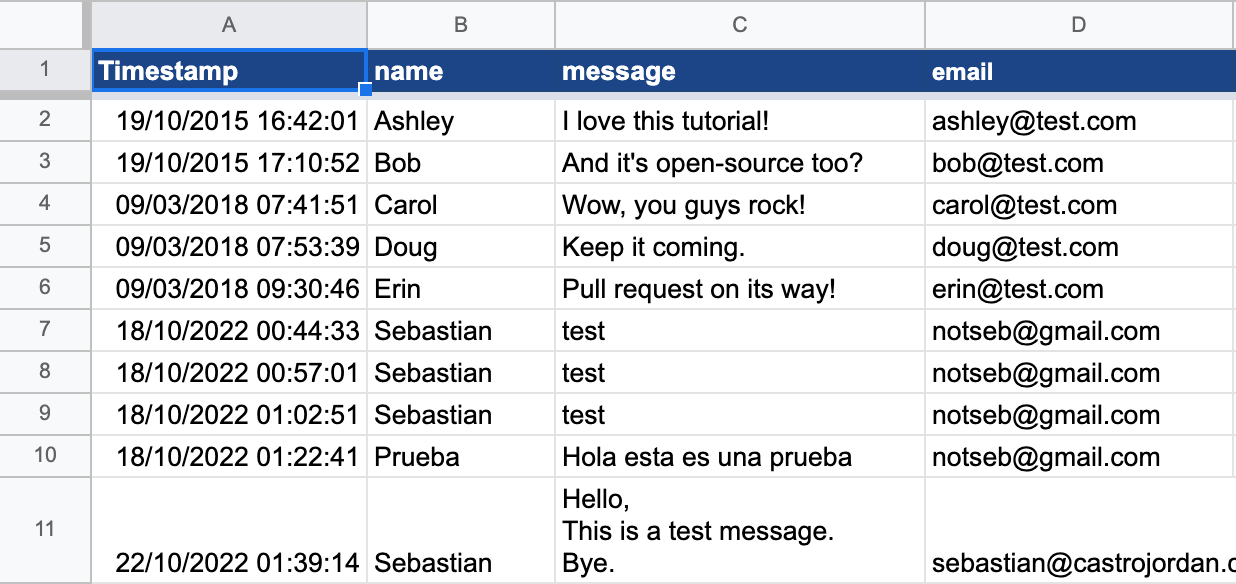 A B C D
1 Timestamp name message email
2 19/10/2015 16:42:01 Ashley I love this tutorial! ashley@test.com
3 19/10/2015 17:10:52 Bob And it's open-source too? bob@test.com
4 09/03/2018 07:41:51 Carol Wow, you guys rock! carol@test.com
5 09/03/2018 07:53:39 Doug Keep it coming. doug@test.com
6 09/03/2018 09:30:46 Erin Pull request on its way! erin@test.com
7 18/10/2022 00:44:33 Sebastian test notseb@gmail.com
8 18/10/2022 00:57:01 Sebastian test notseb@gmail.com
9 18/10/2022 01:02:51 Sebastian test notseb@gmail.com
10 18/10/2022 01:22:41 Prueba Hola esta es una prueba notseb@gmail.com
Hello,
11 This is a test message.
22/10/2022 01:39:14 Sebastian Bye. sebastian@castrojordan.